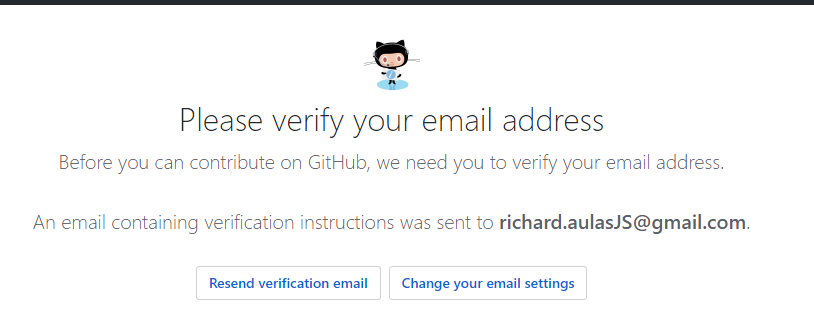 Please verify your email address
Before you can contribute on GitHub, we need you to verify your email address.
An email containing verification instructions was sent to richard.aulasJS@gmail.com.
Resend verification email
Change your email settings